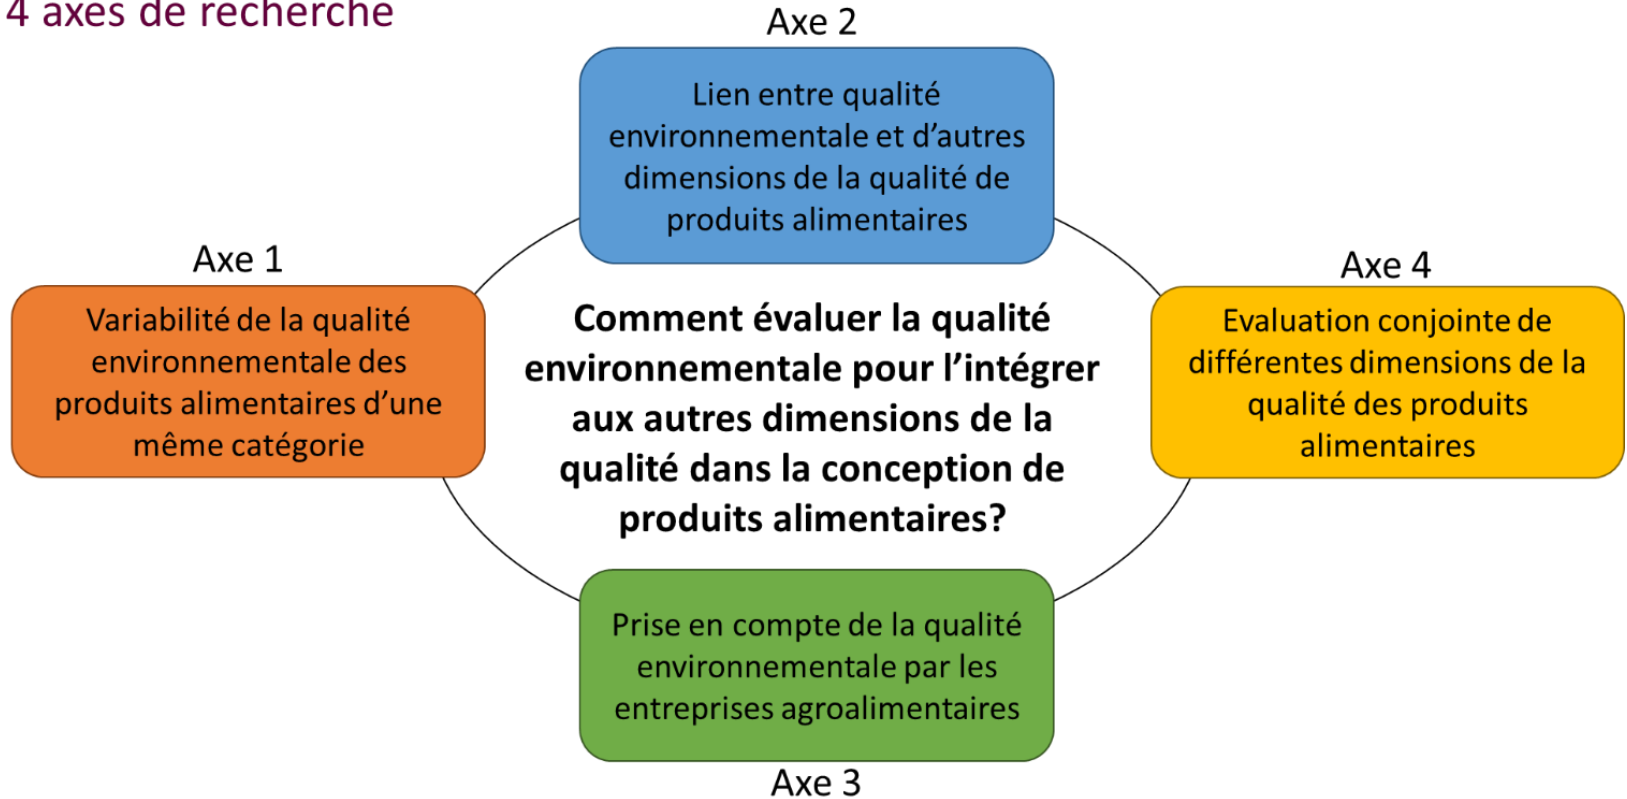 4 axes de recherche
Axe 2
Lien entre qualité
environnementale et d'autres
dimensions de la qualité de
produits alimentaires
Axe 1
Variabilité de la qualité
environnementale des
produits alimentaires d'une
même catégorie
Comment évaluer la qualité
environnementale pour l'intégrer
aux autres dimensions de la
qualité dans la conception de
produits alimentaires?
Axe 4
Evaluation conjointe de
différentes dimensions de la
qualité des produits
alimentaires
Prise en compte de la qualité
environnementale par les
entreprises agroalimentaires
Axe 3